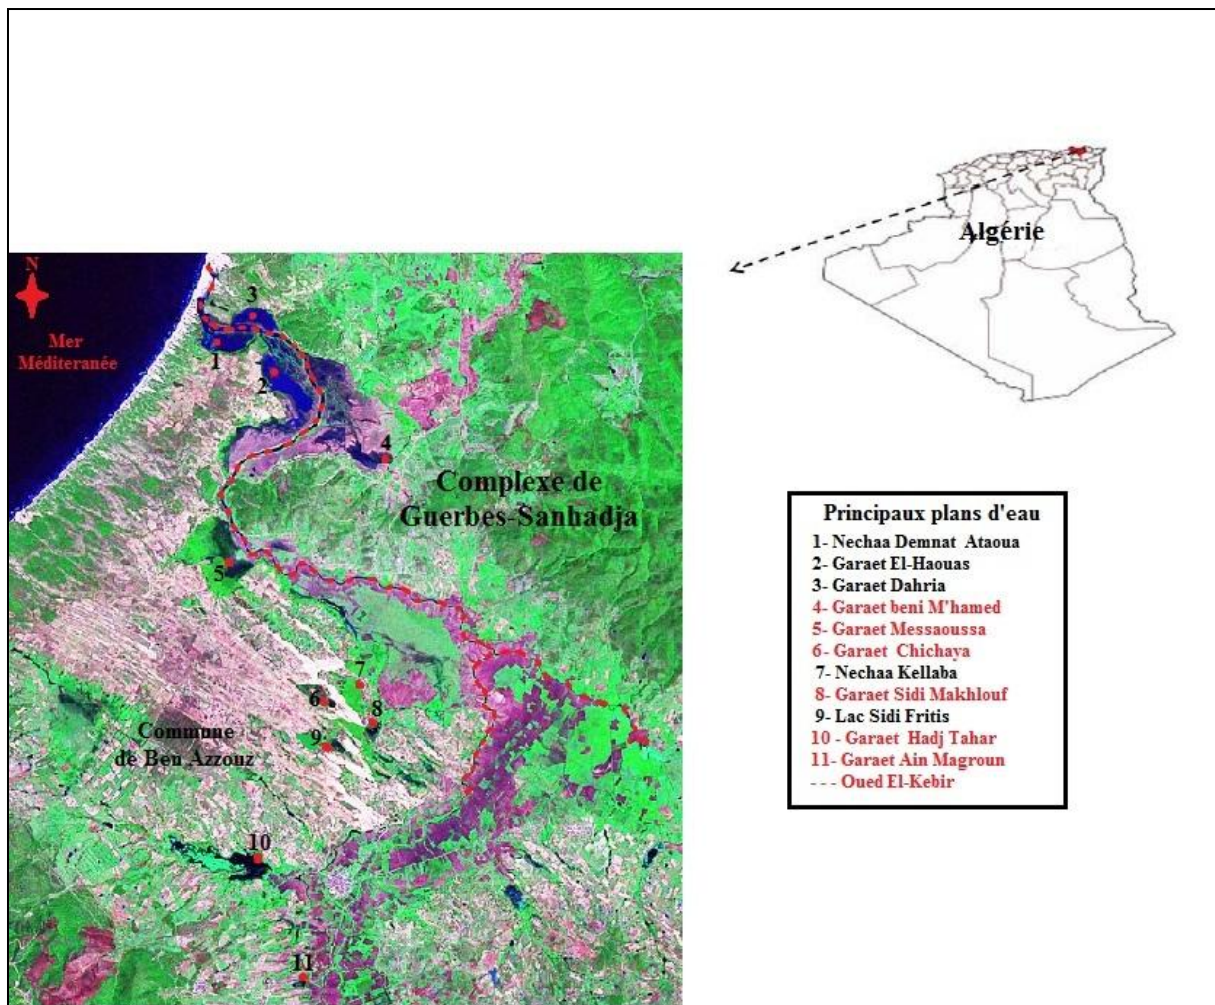 Algérie
N
Mer
Méditeranée
3
1
2
4
Complexe de
Guerbes-Sanhadja
5
7
6
8
Commune
de Ben Azzouz
9
10
11
Principaux plans d'eau
1- Nechaa Demnat Ataoua
2- Garaet El-Haouas
3- Garaet Dahria
4- Garaet beni M'hamed
5- Garaet Messaoussa
6- Garaet Chichaya
7- Nechaa Kellaba
8- Garaet Sidi Makhlouf
9- Lac Sidi Fritis
10 - Garaet Hadj Tahar
11- Garaet Ain Magroun
- - - Oued El-Kebir